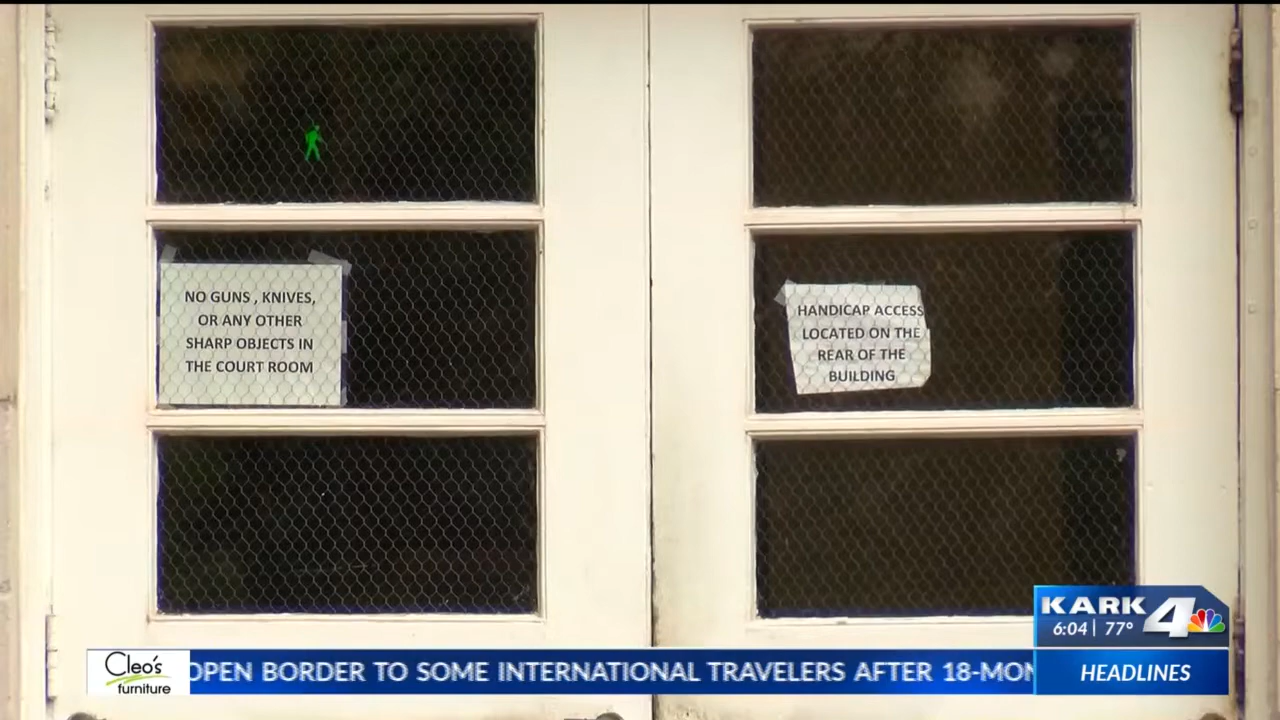 NO GUNS , KNIVES,
OR ANY OTHER
SHARP OBJECTS IN
THE COURT ROOM
HANDICAP ACCESS
LOCATED ON THE
REAR OF THE
BUILDING
KARK 4
6:04 | 77°
Cleo's
furniture
OPEN BORDER TO SOME INTERNATIONAL TRAVELERS AFTER 18-MON
HEADLINES